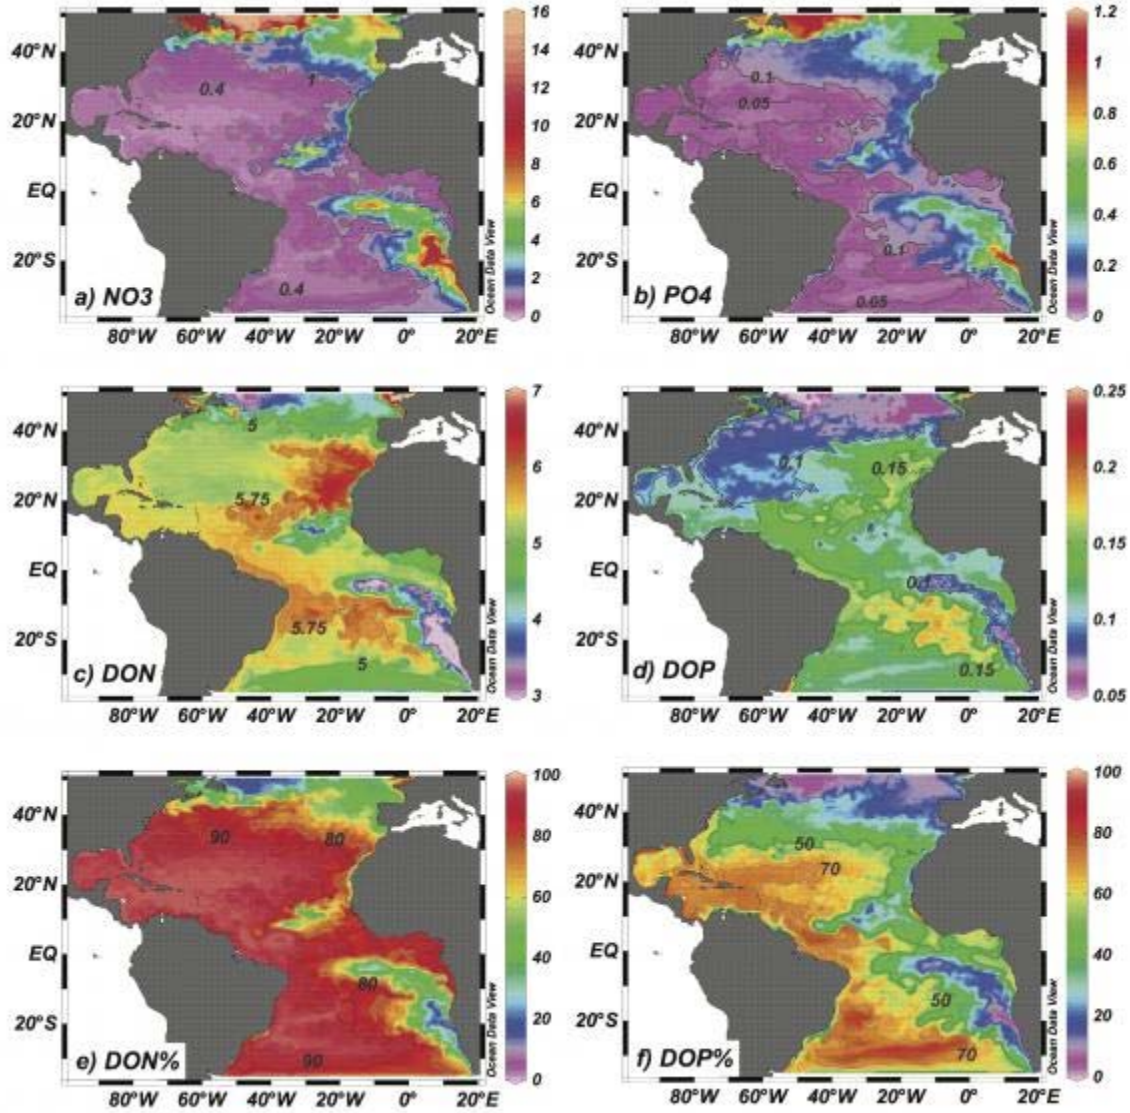 16
14
12
10
8
6
4
2
0
40°N
20°N
EQ
20°S
0.4
1
0.4
a) NO3
Ocean Data View
80°W 60°W 40°W 20°W 0° 20°E
1.2
1
0.8
0.6
0.4
0.2
0
40°N
20°N
EQ
20°S
0.1
0.05
0.1
0.05
b) PO4
Ocean Data View
80°W 60°W 40°W 20°W 0° 20°E
7
6
5
4
3
40°N
20°N
EQ
20°S
5
5.75
5.75
5
c) DON
Ocean Data View
80°W 60°W 40°W 20°W 0° 20°E
0.25
0.2
0.15
0.1
0.05
40°N
20°N
EQ
20°S
0.1
0.15
0.15
d) DOP
Ocean Data View
80°W 60°W 40°W 20°W 0° 20°E
100
80
60
40
20
0
40°N
20°N
EQ
20°S
90
80
80
90
e) DON%
Ocean Data View
80°W 60°W 40°W 20°W 0° 20°E
100
80
60
40
20
0
40°N
20°N
EQ
20°S
50
70
50
70
f) DOP%
Ocean Data View
80°W 60°W 40°W 20°W 0° 20°E